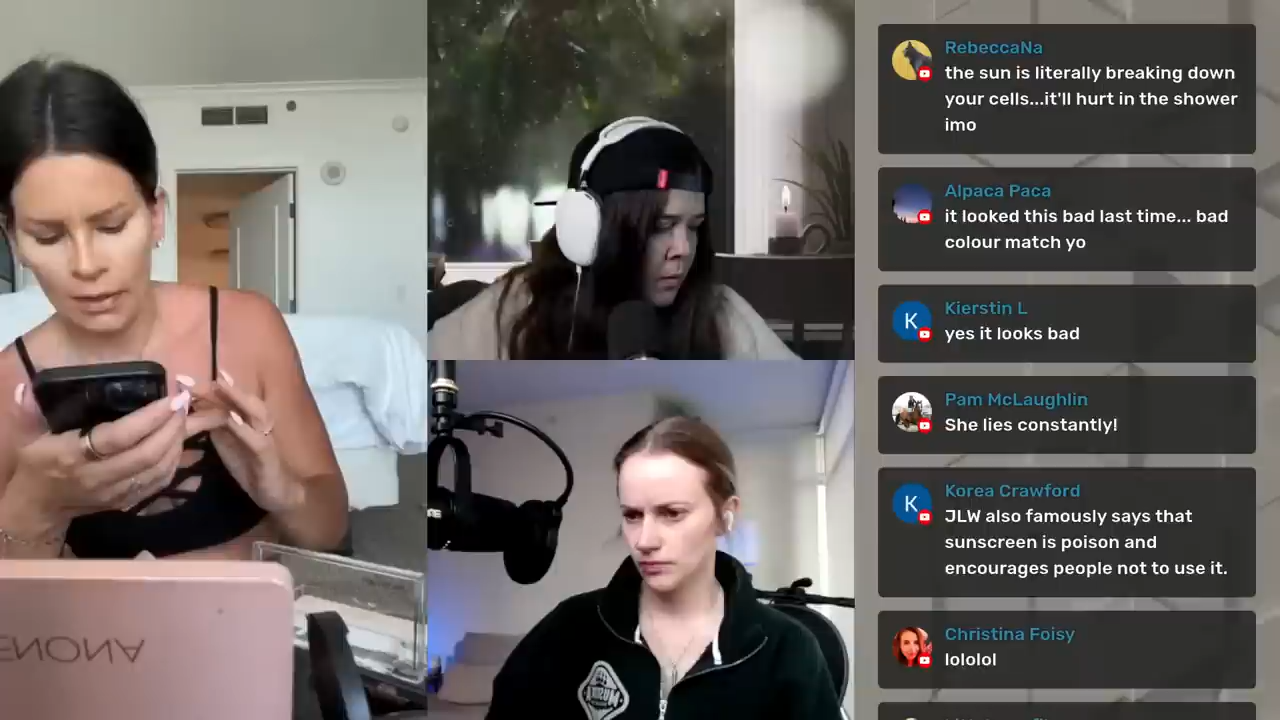 RebeccaNa
the sun is literally breaking down
your cells...it'll hurt in the shower
imo
Alpaca Paca
it looked this bad last time... bad
colour match yo
Kierstin L
K
yes it looks bad
Pam McLaughlin
She lies constantly!
Korea Crawford
K
JLW also famously says that
sunscreen is poison and
encourages people not to use it.
Christina Foisy
lololol